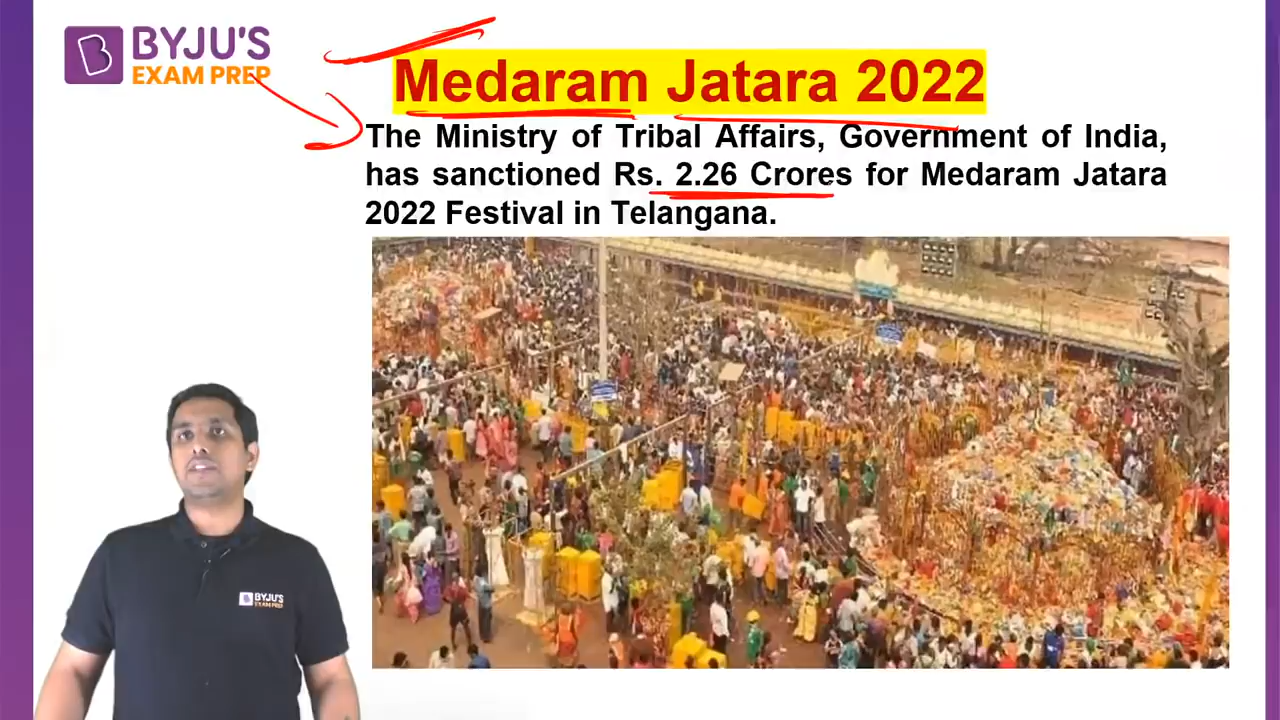 BYJU'S
EXAM PREP
Medaram Jatara 2022
The Ministry of Tribal Affairs, Government of India,
has sanctioned Rs. 2.26 Crores for Medaram Jatara
2022 Festival in Telangana.
BYJU'S
EXAM PREP